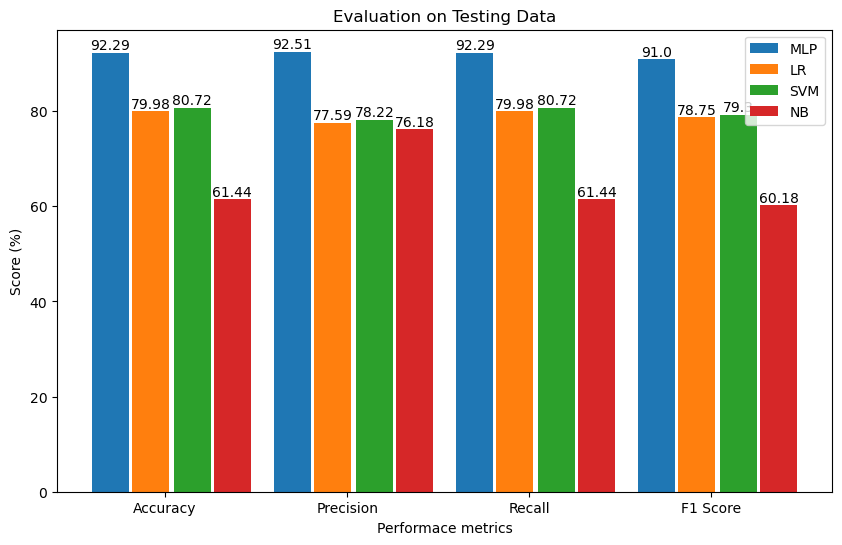 Evaluation on Testing Data
92.29
79.98
80.72
61.44
92.51
77.59
78.22
76.18
92.29
79.98
80.72
61.44
91.0
78.75
60.18
MLP
LR
SVM
NB
80
60
40
20
0
Score (%)
Accuracy
Precision
Recall
F1 Score
Performace metrics